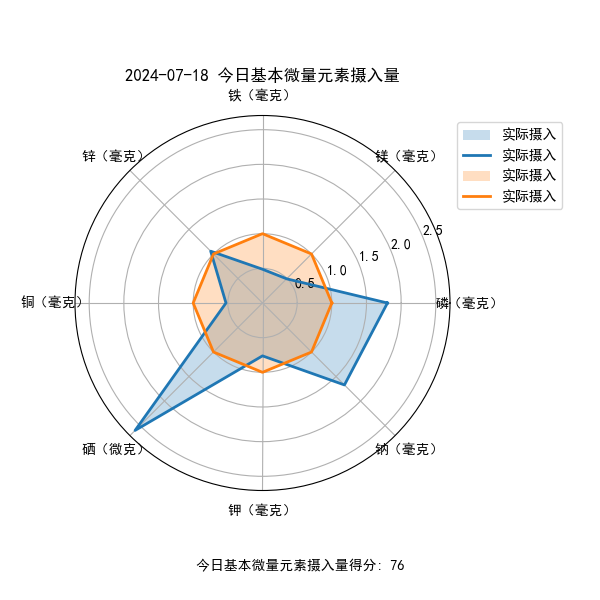 2024-07-18 今日基本微量元素摄入量
铁（毫克）
锌（毫克）
镁（毫克）
实际摄入
实际摄入
实际摄入
实际摄入
2.5
2.0
1.5
1.0
0.5
铜（毫克）
磷（毫克）
硒（微克）
钠（毫克）
钾（毫克）
今日基本微量元素摄入量得分: 76